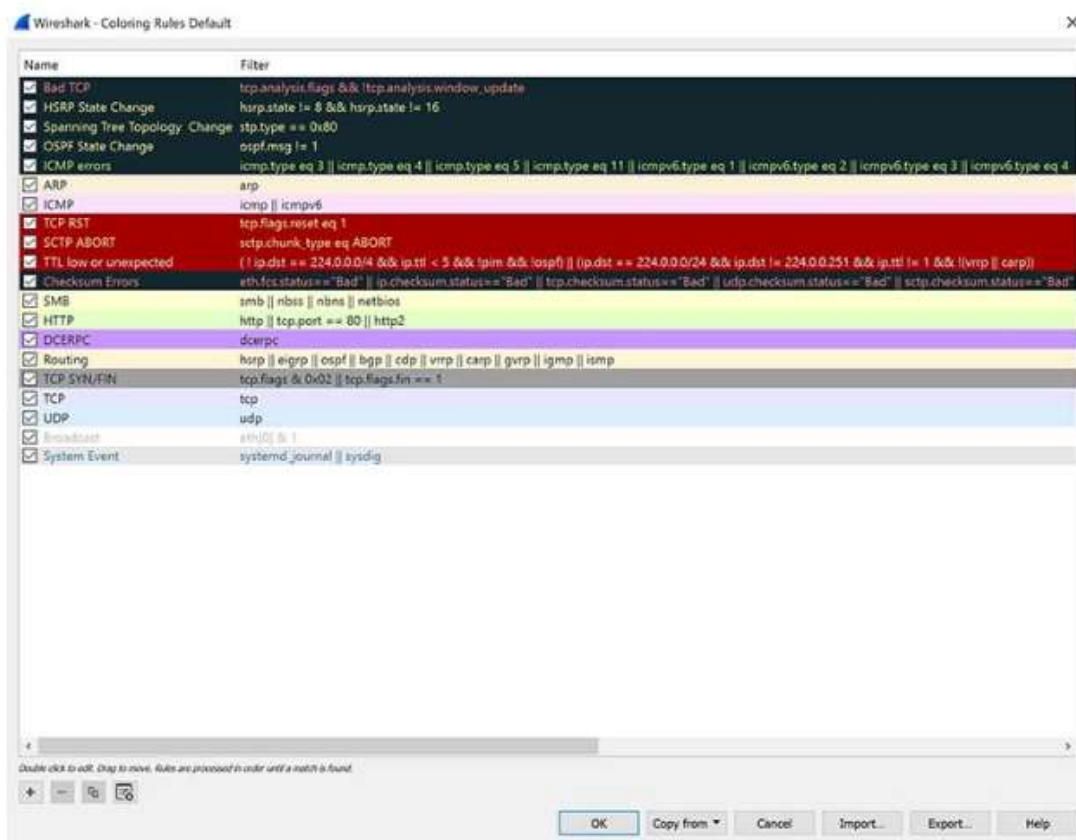 Wireshark - Coloring Rules Default
Name Filter
Bad TCP tcp.analysis.flags && !tcp.analysis.window_update
HSRP State Change hsrp.state != 8 && hsrp.state != 16
Spanning Tree Topology Change stp.type == 0x80
OSPF State Change ospf.msg != 1
ICMP errors icmp.type eq 3 || icmp.type eq 4 || icmp.type eq 5 || icmp.type eq 11 || icmpv6.type eq 1 || icmpv6.type eq 2 || icmpv6.type eq 3 || icmpv6.type eq 4
ARP arp
ICMP icmp || icmpv6
TCP RST tcp.flags.reset eq 1
SCTP ABORT sctp.chunk_type eq ABORT
TTL low or unexpected ( ! ip.dst == 224.0.0.0/4 && ip.ttl < 5 && !pim && !ospf) || (ip.dst == 224.0.0.0/24 && ip.dst != 224.0.0.251 && ip.ttl != 1 && !(vrrp || carp))
Checksum Errors eth.fcs.status=="Bad" || ip.checksum.status=="Bad" || tcp.checksum.status=="Bad" || udp.checksum.status=="Bad" || sctp.checksum.status=="Bad"
SMB smb || nbss || nbns || netbios
HTTP http || tcp.port == 80 || http2
DCERPC dcerpc
Routing hsrp || eigrp || ospf || bgp || cdp || vrrp || carp || gvrp || igmp || ismp
TCP SYN/FIN tcp.flags & 0x02 || tcp.flags.fin == 1
TCP tcp
UDP udp
Broadcast eth[0] & 1
System Event systemd_journal || sysdig
Double click to edit. Drag to move. Rules are processed in order until a match is found.
OK Copy from Cancel Import... Export... Help